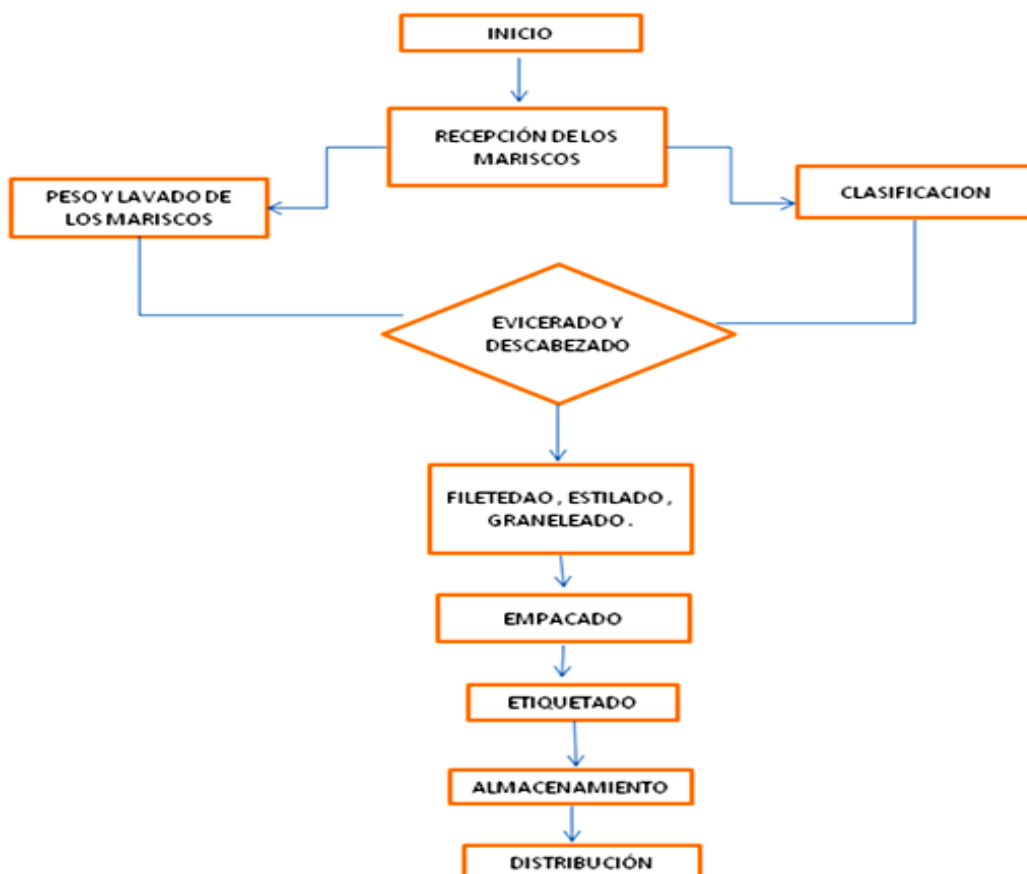 INICIO
RECEPCIÓN DE LOS
MARISCOS
PESO Y LAVADO DE
LOS MARISCOS
CLASIFICACION
EVICERADO Y
DESCABEZADO
FILETEDAO , ESTILADO ,
GRANELEADO .
EMPACADO
ETIQUETADO
ALMACENAMIENTO
DISTRIBUCIÓN